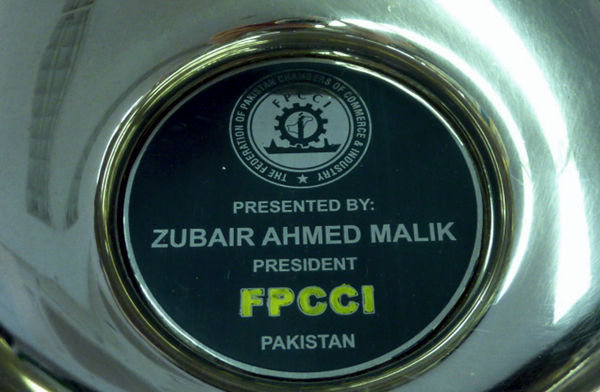 THE FEDERATION OF PAKISTAN CHAMBERS OF COMMERCE & INDUSTRY
FPCCI
PRESENTED BY:
ZUBAIR AHMED MALIK
PRESIDENT
FPCCI
PAKISTAN